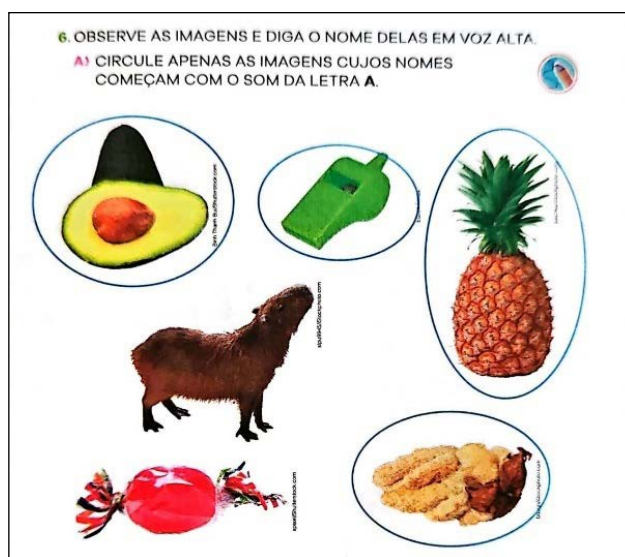 6. OBSERVE AS IMAGENS E DIGA O NOME DELAS EM VOZ ALTA.
A) CIRCULE APENAS AS IMAGENS CUJOS NOMES
COMEÇAM COM O SOM DA LETRA A.